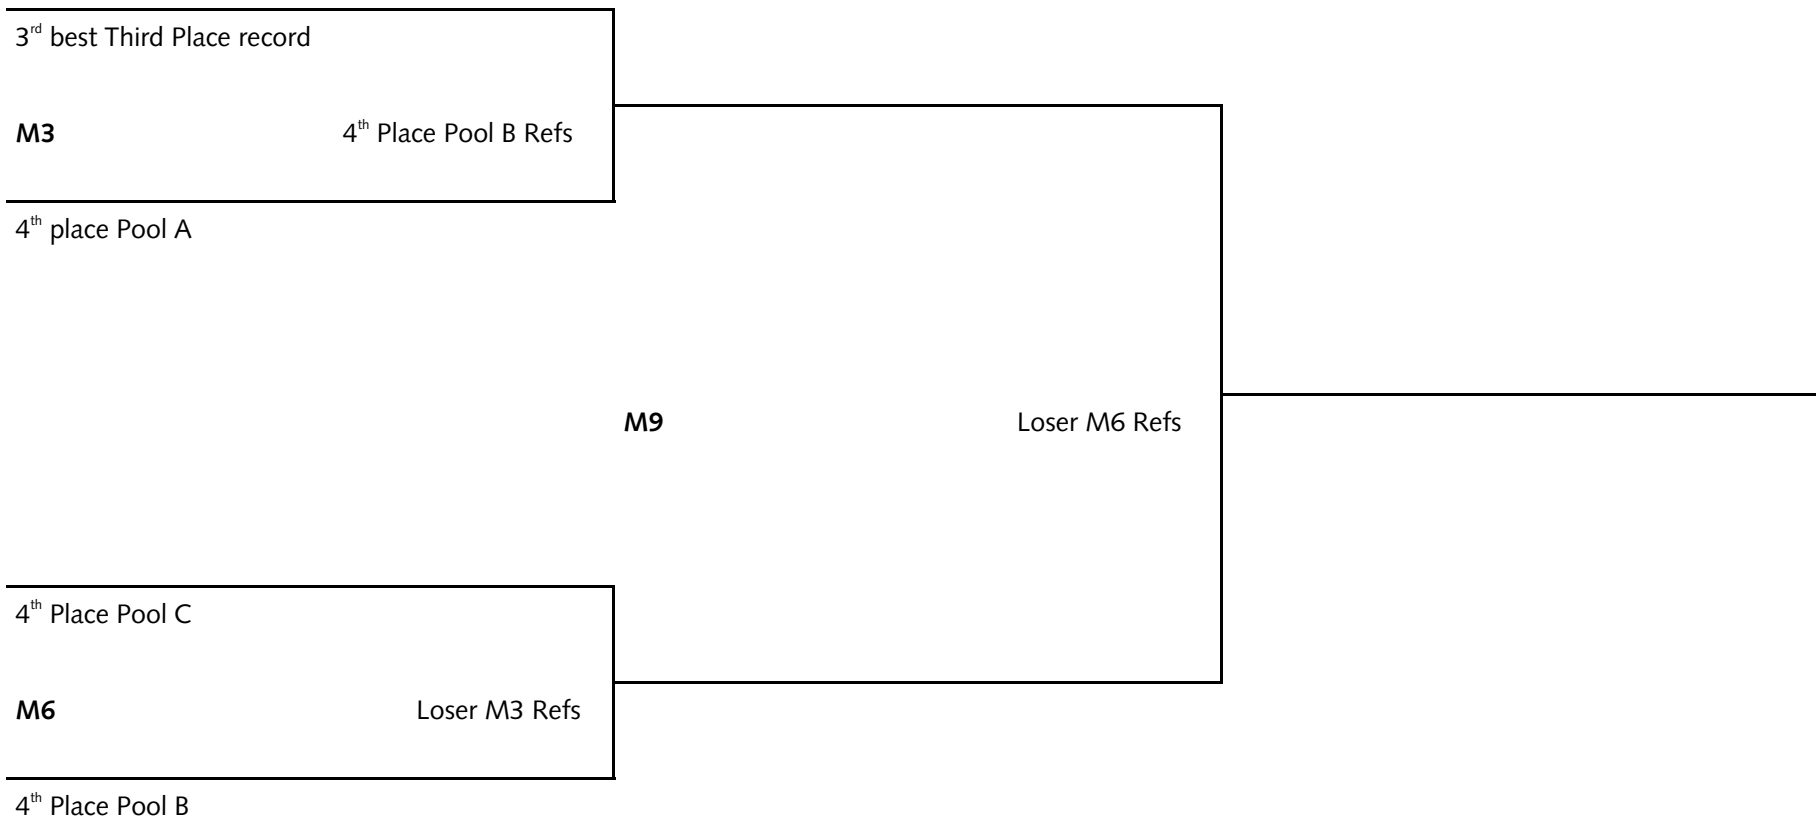 3rd best Third Place record
M3 4th Place Pool B Refs
4th place Pool A
M9 Loser M6 Refs
4th Place Pool C
M6 Loser M3 Refs
4th Place Pool B